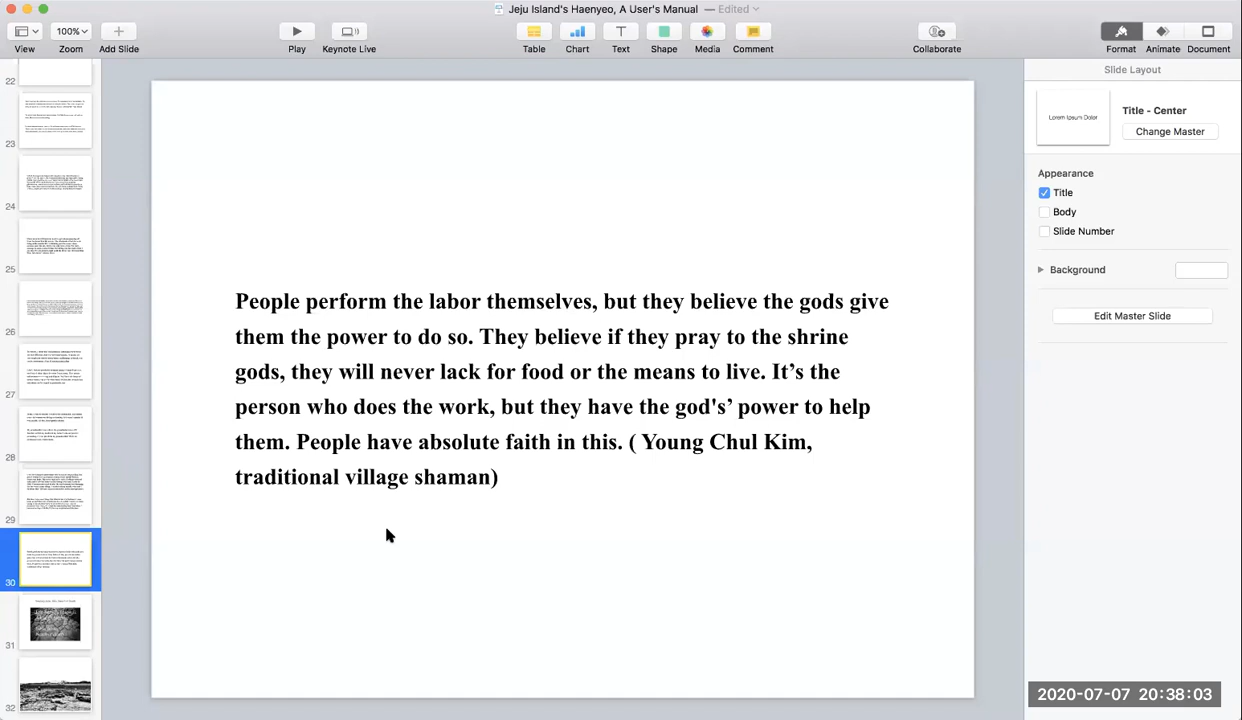 Jeju Island's Haenyeo, A User's Manual — Edited
100%
View
Zoom
Add Slide
Play
Keynote Live
Table
Chart
Text
Shape
Media
Comment
Collaborate
Format
Animate
Document
22
23
24
25
26
27
28
29
30
31
32
People perform the labor themselves, but they believe the gods give
them the power to do so. They believe if they pray to the shrine
gods, they will never lack for food or the means to live. It’s the
person who does the work, but they have the god's’ power to help
them. People have absolute faith in this. ( Young Chul Kim,
traditional village shaman)
Slide Layout
Lorem Ipsum Dolor
Title - Center
Change Master
Appearance
Title
Body
Slide Number
Background
Edit Master Slide
2020-07-07 20:38:03